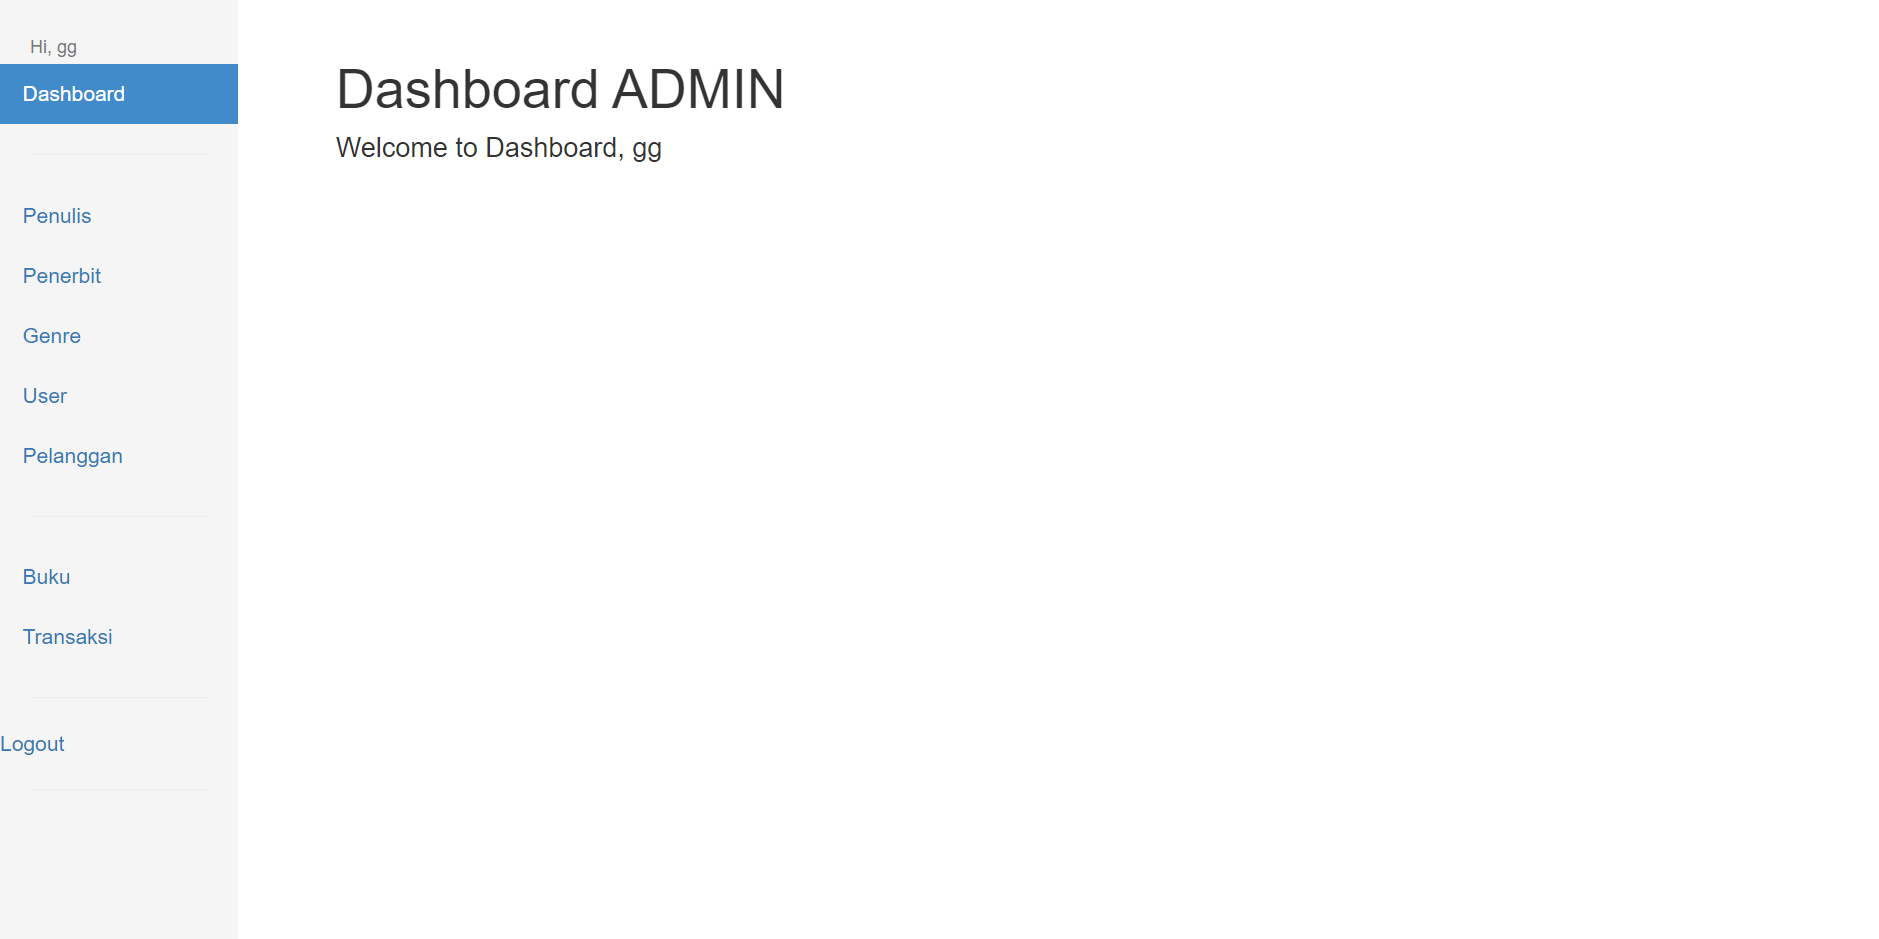 Hi, gg
Dashboard
Penulis
Penerbit
Genre
User
Pelanggan
Buku
Transaksi
Logout
Dashboard ADMIN
Welcome to Dashboard, gg